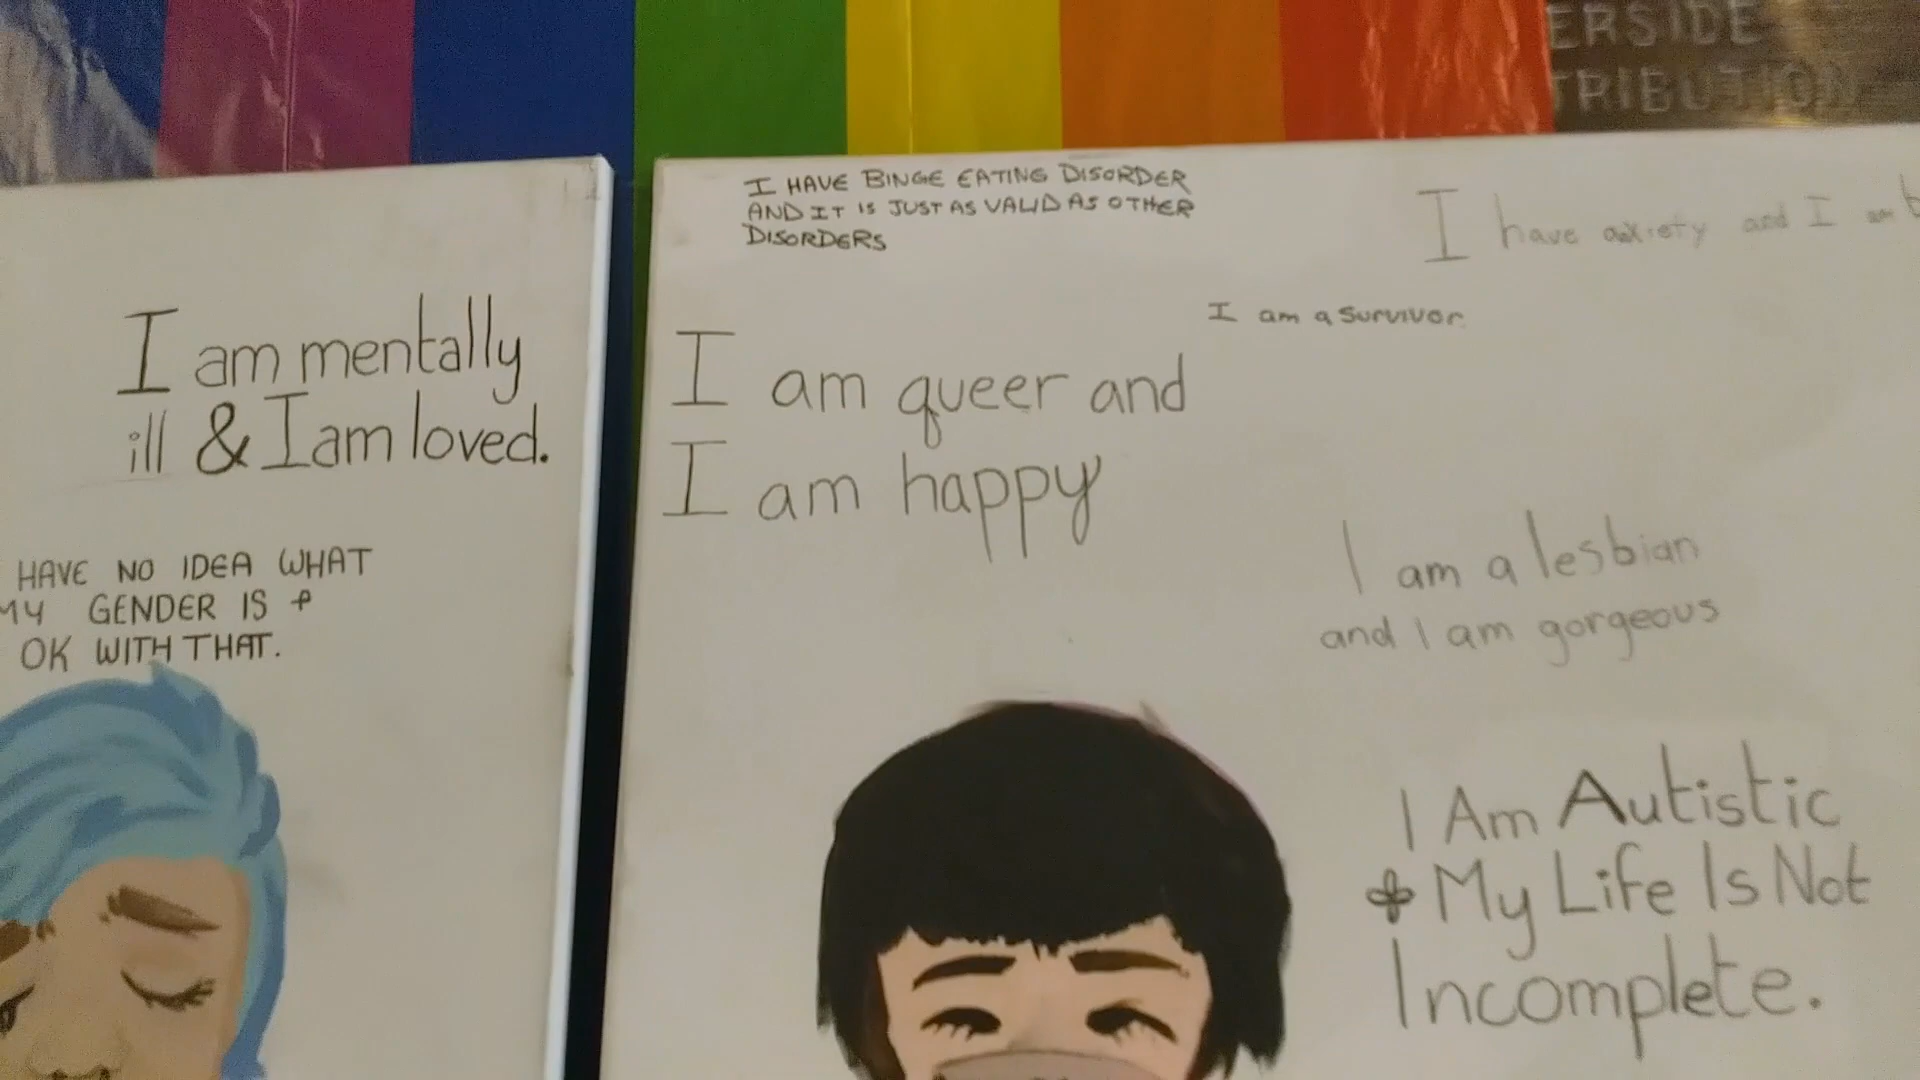 ERSIDE
TRIBUTION
I am mentally
ill & I am loved.
HAVE NO IDEA WHAT
MY GENDER IS &
OK WITH THAT.
I HAVE BINGE EATING DISORDER
AND IT IS JUST AS VALID AS OTHER
DISORDERS
I have anxiety and I am
I am a survivor.
I am queer and
I am happy
I am a lesbian
and I am gorgeous
I Am Autistic
& My Life Is Not
Incomplete.